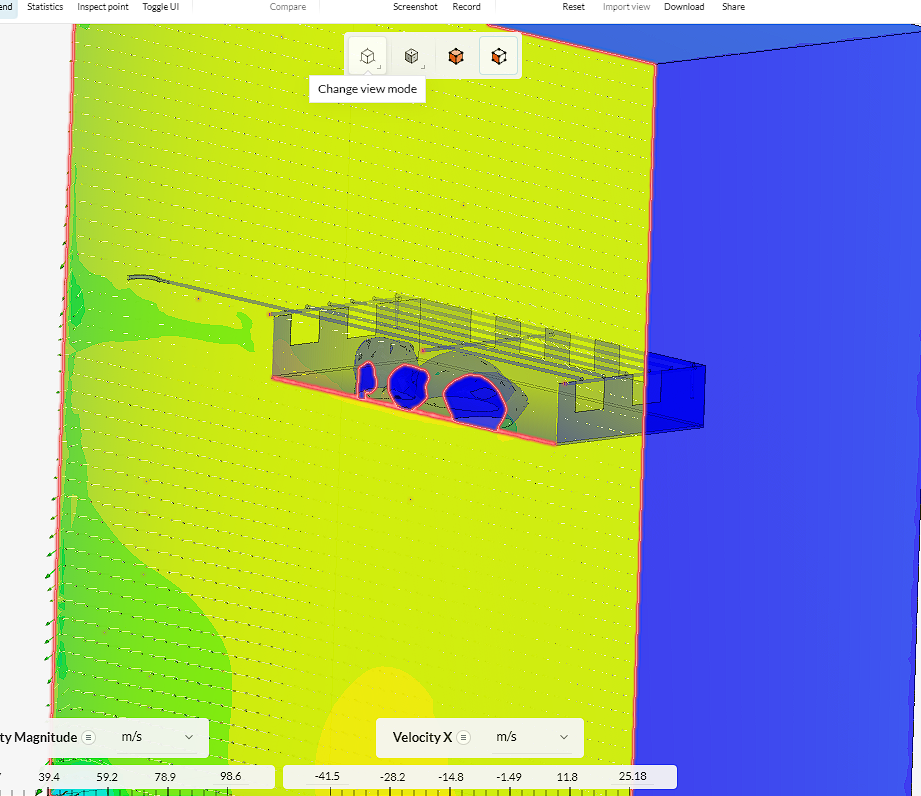 end Statistics Inspect point Toggle UI Compare Screenshot Record Reset Import view Download Share
Change view mode
ty Magnitude m/s Velocity X m/s
39.4 59.2 78.9 98.6 -41.5 -28.2 -14.8 -1.49 11.8 25.18